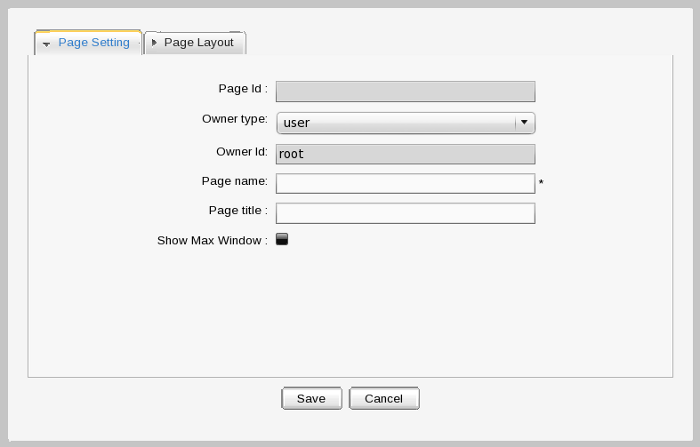 Page Setting Page Layout
Page Id :
Owner type: user
Owner Id: root
Page name: *
Page title :
Show Max Window :
Save Cancel